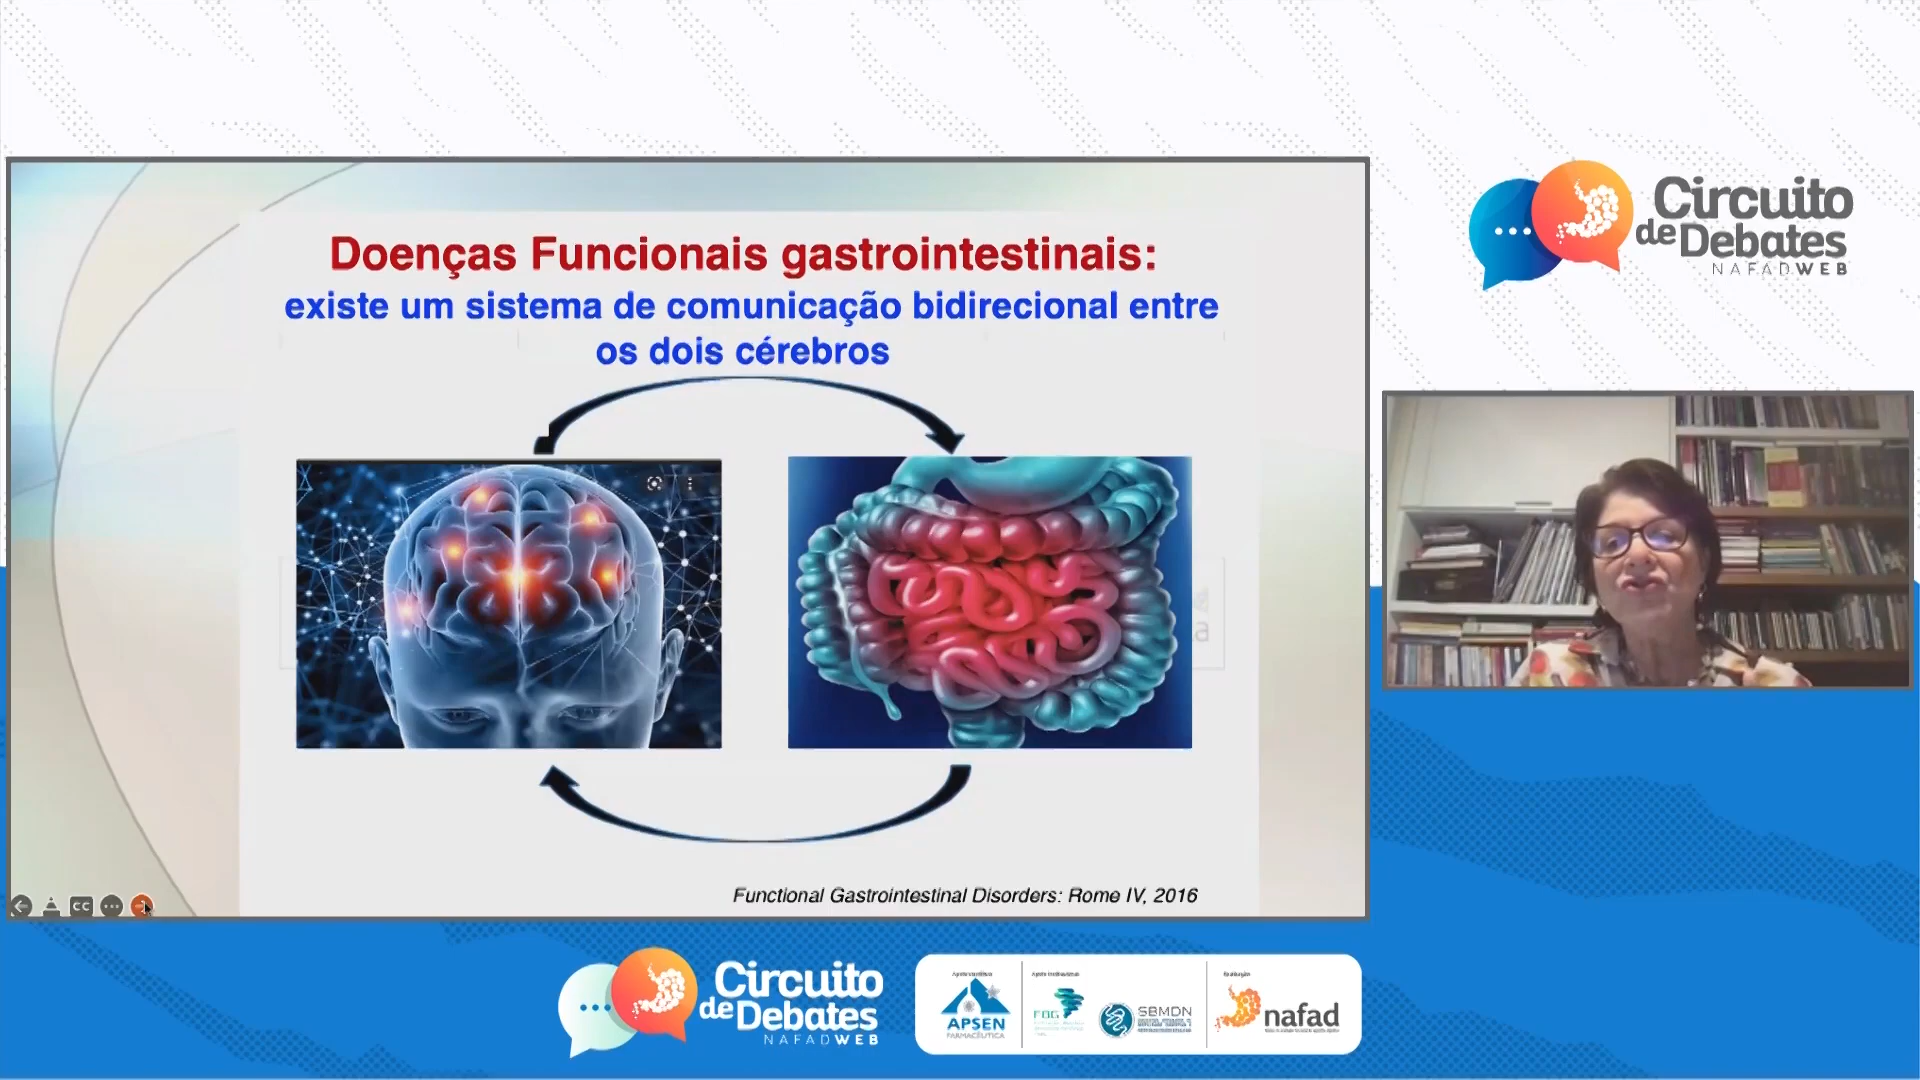 Doenças Funcionais gastrointestinais:
existe um sistema de comunicação bidirecional entre
os dois cérebros
Functional Gastrointestinal Disorders: Rome IV, 2016
CC
Circuito
de Debates
NAFADWEB
Circuito
de Debates
NAFADWEB
APSEN
FARMACÊUTICA
FBG
SBMDN
nafad